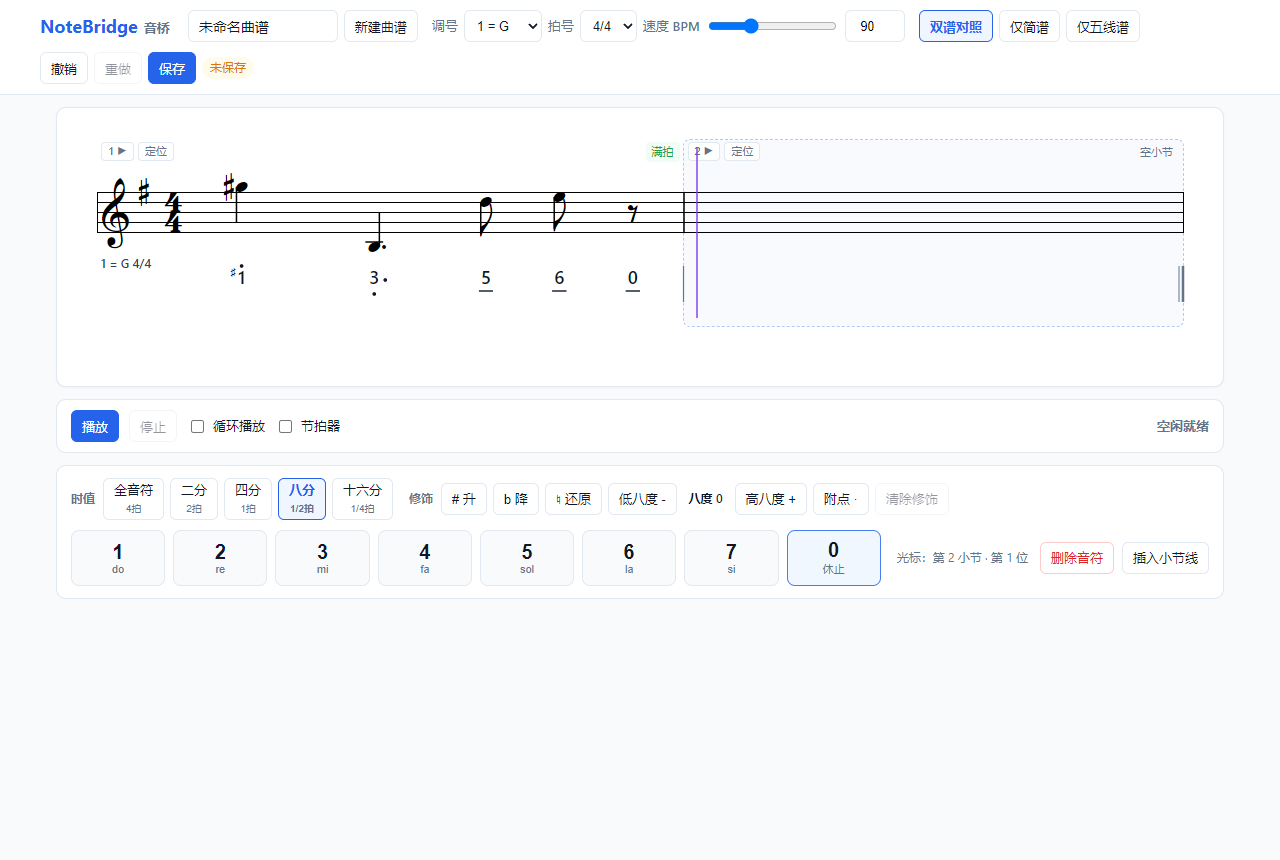 NoteBridge 音桥 未命名曲谱 新建曲谱 调号 1 = G 拍号 4/4 速度 BPM 90 双谱对照 仅简谱 仅五线谱
撤销 重做 保存 未保存
1 ▶ 定位 满拍 2 ▶ 定位 空小节
4
4
1 = G 4/4
♯1 3 · 5 6 0
播放 停止 循环播放 节拍器 空闲就绪
时值 全音符 二分 四分 八分 十六分 修饰 # 升 b 降 ♮ 还原 低八度 - 八度 0 高八度 + 附点 · 清除修饰
4拍 2拍 1拍 1/2拍 1/4拍
1 2 3 4 5 6 7 0
do re mi fa sol la si 休止
光标：第 2 小节 · 第 1 位 删除音符 插入小节线